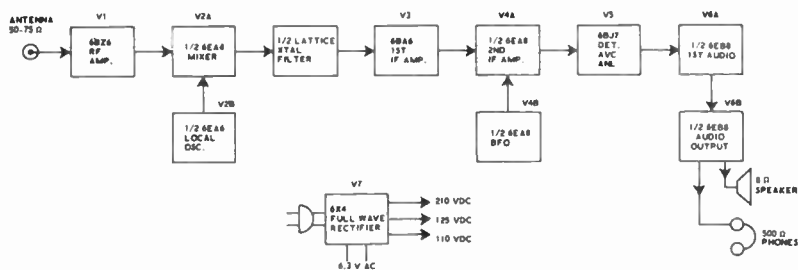 ANTENNA
50-75 Ω
V1
6BZ6
RF
AMP.
V2A
1/2 6EA8
MIXER
1/2 LATTICE
XTAL
FILTER
V3
6BA6
1ST
IF AMP.
V4A
1/2 6EA8
2ND
IF AMP.
V5
6BJ7
DET.
AVC
ANL
V6A
1/2 6EB8
1ST AUDIO
V2B
1/2 6EA8
LOCAL
OSC.
V4B
1/2 6EA8
BFO
V6B
1/2 6EB8
AUDIO
OUTPUT
8 Ω
SPEAKER
500 Ω
PHONES
V7
6X4
FULL WAVE
RECTIFIER
210 VDC
125 VDC
110 VDC
6.3 V AC